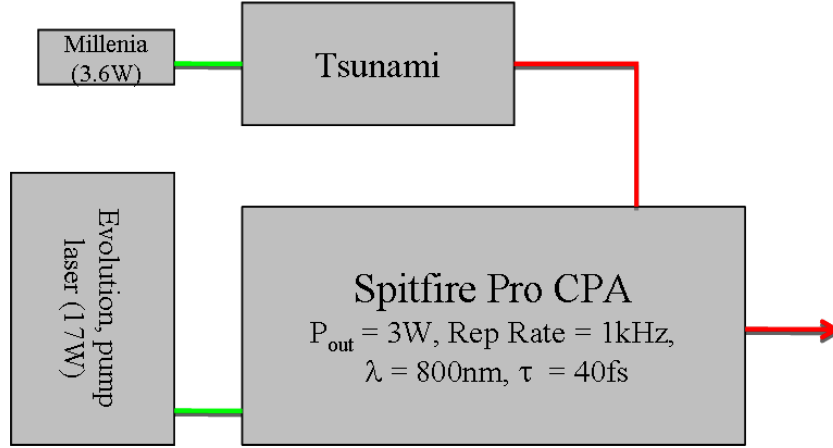 Millenia
(3.6W)
Tsunami
Evolution, pump
laser (17W)
Spitfire Pro CPA
Pout = 3W, Rep Rate = 1kHz,
λ = 800nm, τ = 40fs